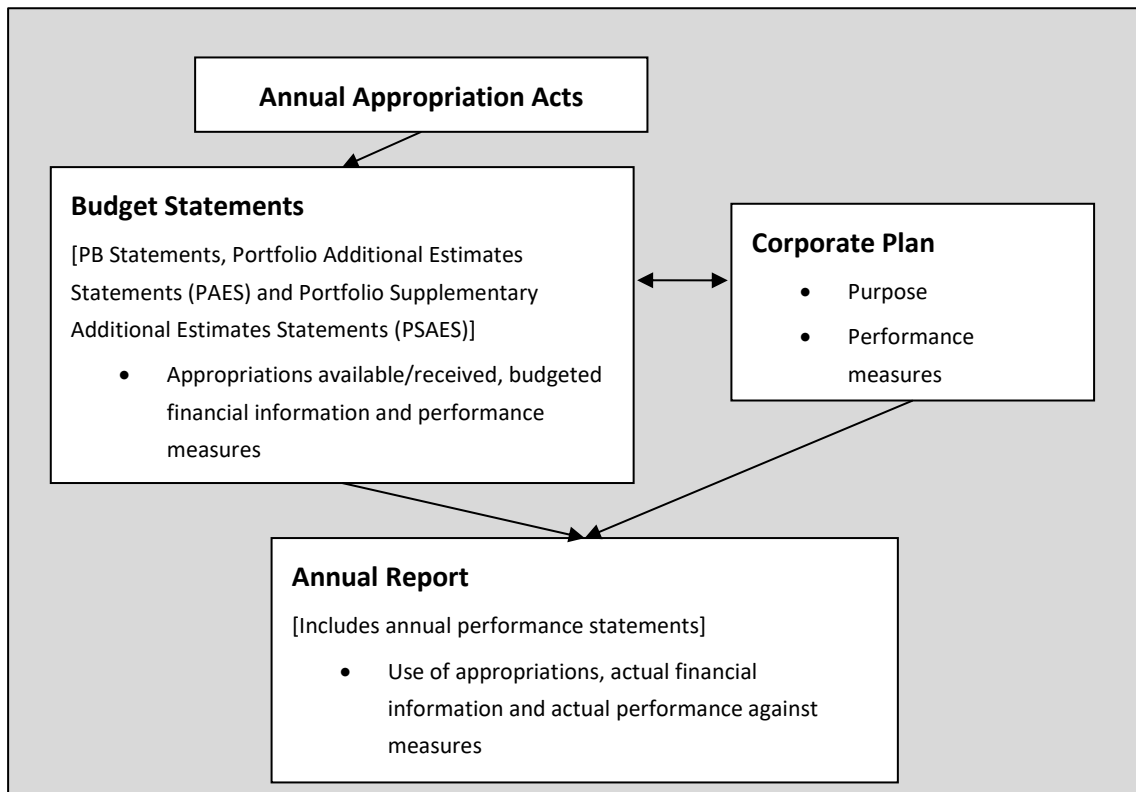 Annual Appropriation Acts
Budget Statements
[PB Statements, Portfolio Additional Estimates
Statements (PAES) and Portfolio Supplementary
Additional Estimates Statements (PSAES)]
• Appropriations available/received, budgeted
financial information and performance
measures
Corporate Plan
• Purpose
• Performance
measures
Annual Report
[Includes annual performance statements]
• Use of appropriations, actual financial
information and actual performance against
measures